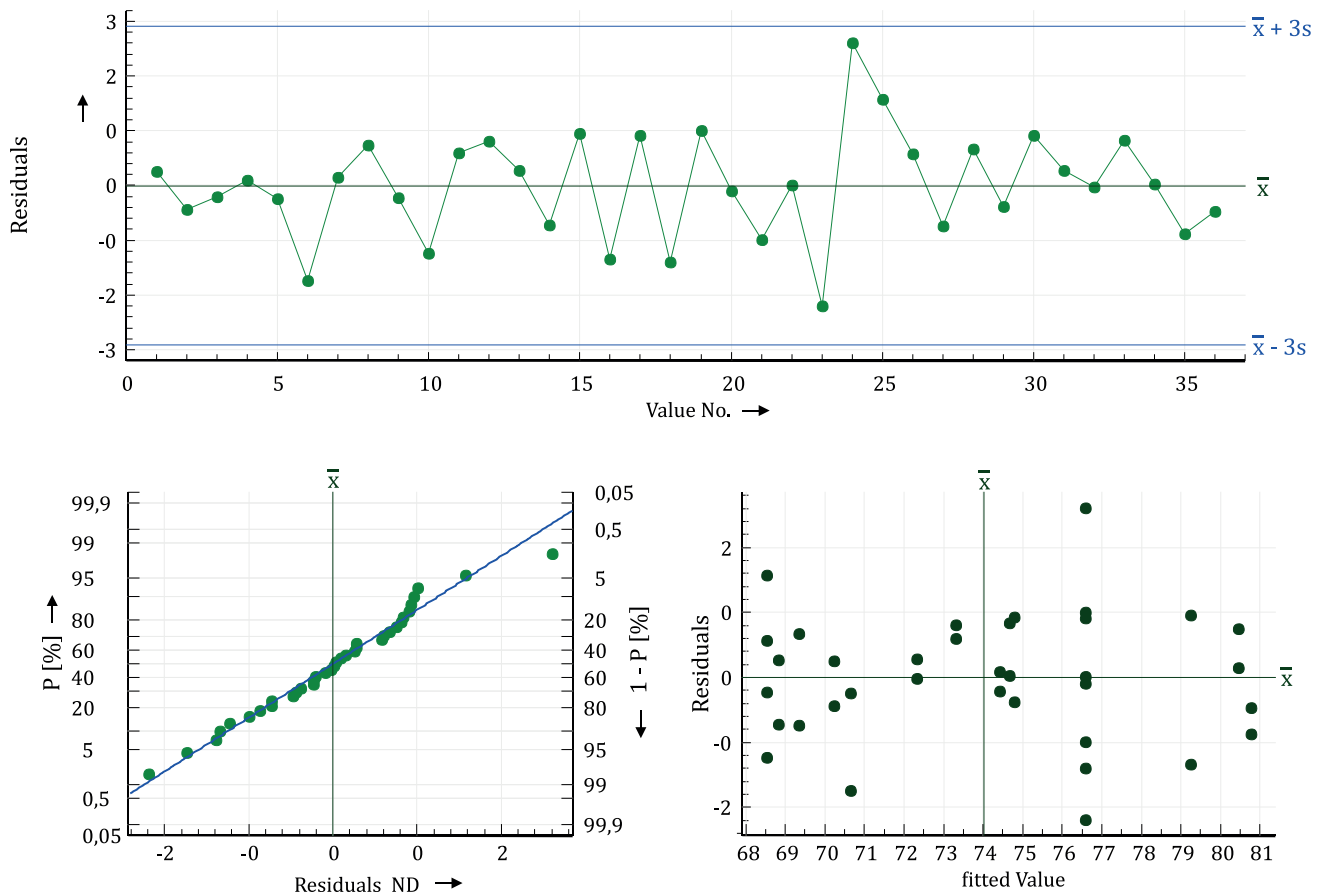 3
x̄ + 3s
2
0
Residuals
0
x̄
-0
-2
-3
x̄ - 3s
0 5 10 15 20 25 30 35
Value No.
x̄
99,9
99
95
80
60
40
20
5
0,5
0,05
P [%]
0,05
0,5
5
20
40
60
80
95
99
99,9
1 - P [%]
-2 0 0 2
Residuals ND
x̄
2
0
0
-0
-2
Residuals
x̄
68 69 70 71 72 73 74 75 76 77 78 79 80 81
fitted Value